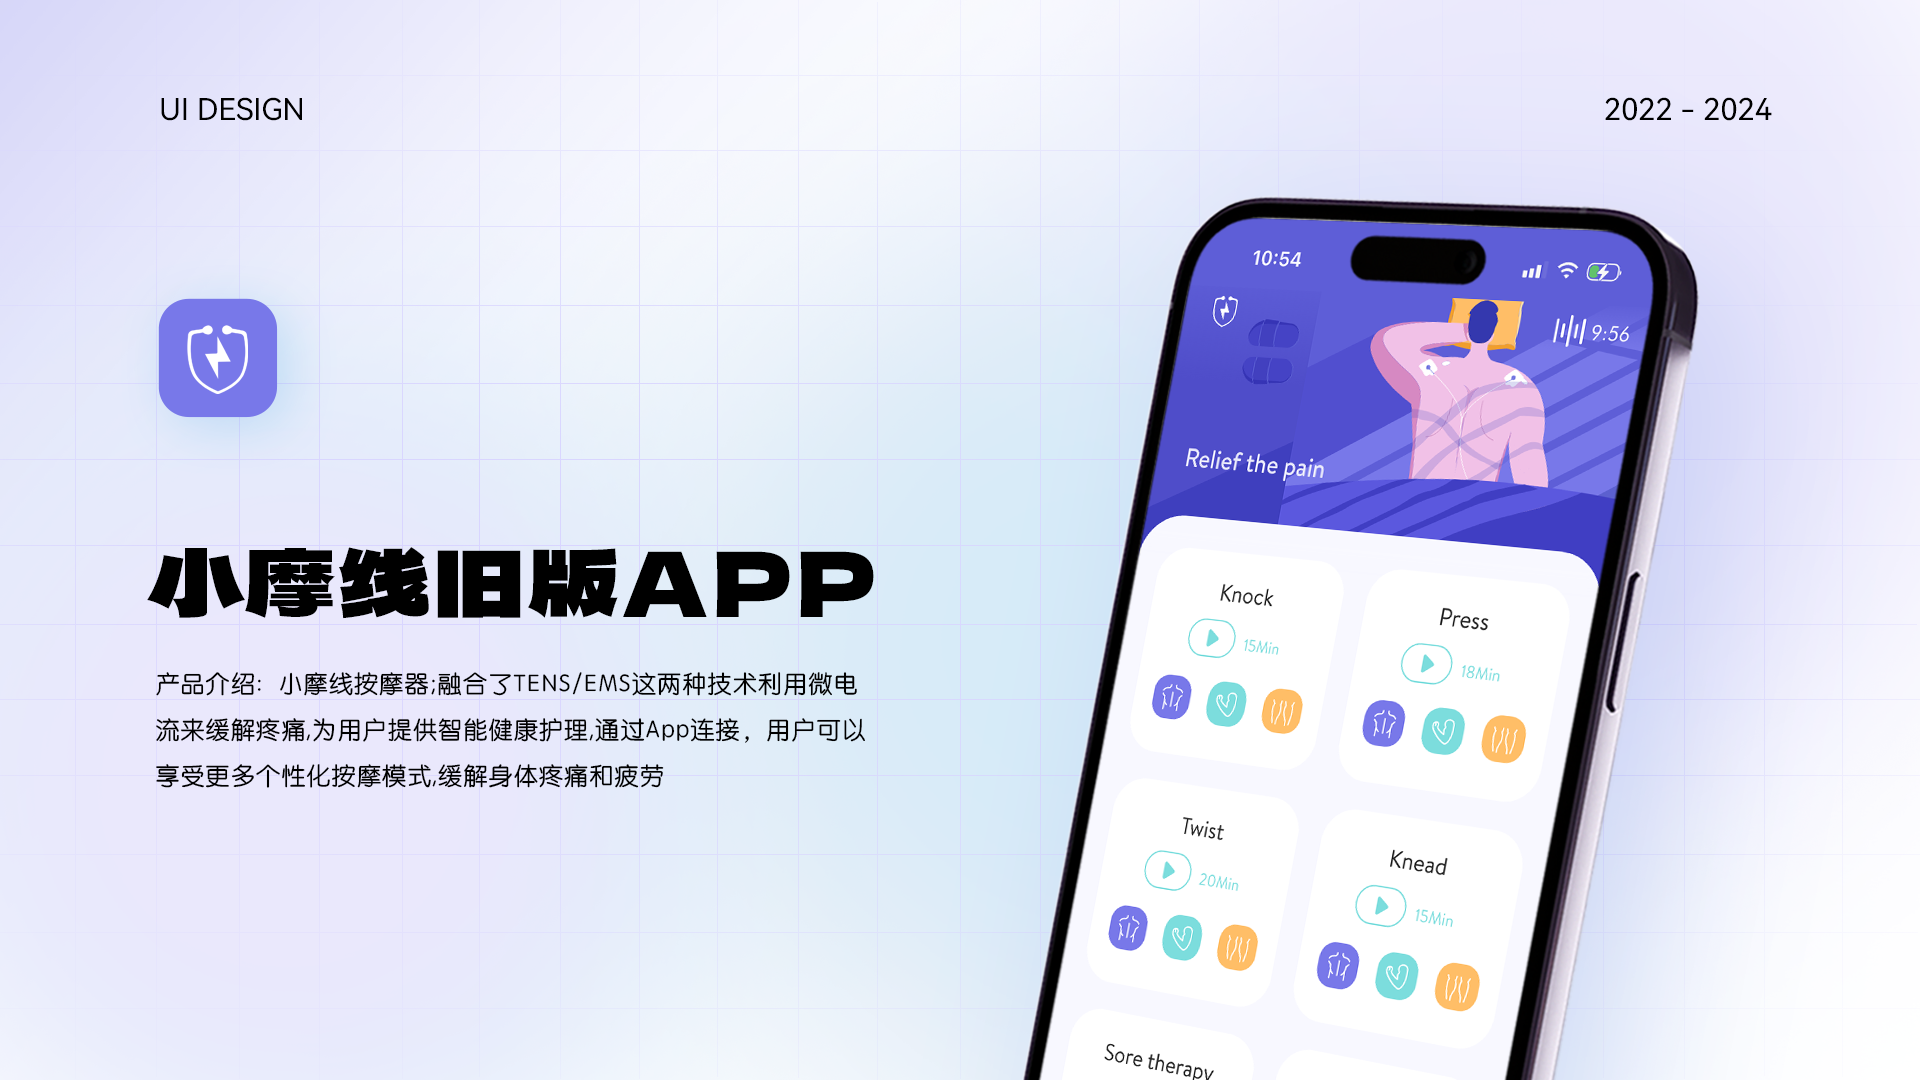 UI DESIGN
2022 - 2024
小摩线旧版APP
产品介绍：小摩线按摩器;融合了TENS/EMS这两种技术利用微电
流来缓解疼痛,为用户提供智能健康护理,通过App连接，用户可以
享受更多个性化按摩模式,缓解身体疼痛和疲劳
10:54
9:56
Relief the pain
Knock
15Min
Press
18Min
Twist
20Min
Knead
15Min
Sore therapy